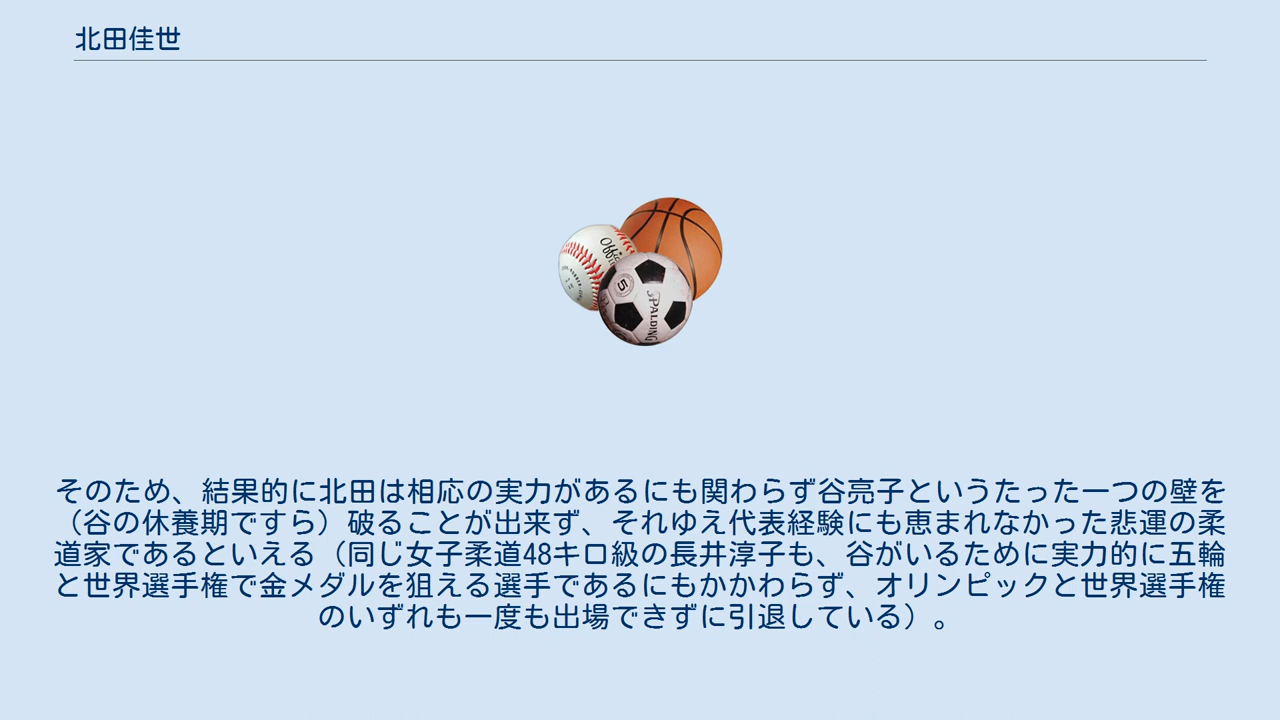 北田佳世
Offic
5
SPALDING
そのため、結果的に北田は相応の実力があるにも関わらず谷亮子というたった一つの壁を
（谷の休養期ですら）破ることが出来ず、それゆえ代表経験にも恵まれなかった悲運の柔
道家であるといえる（同じ女子柔道48キロ級の長井淳子も、谷がいるために実力的に五輪
と世界選手権で金メダルを狙える選手であるにもかかわらず、オリンピックと世界選手権
のいずれも一度も出場できずに引退している）。